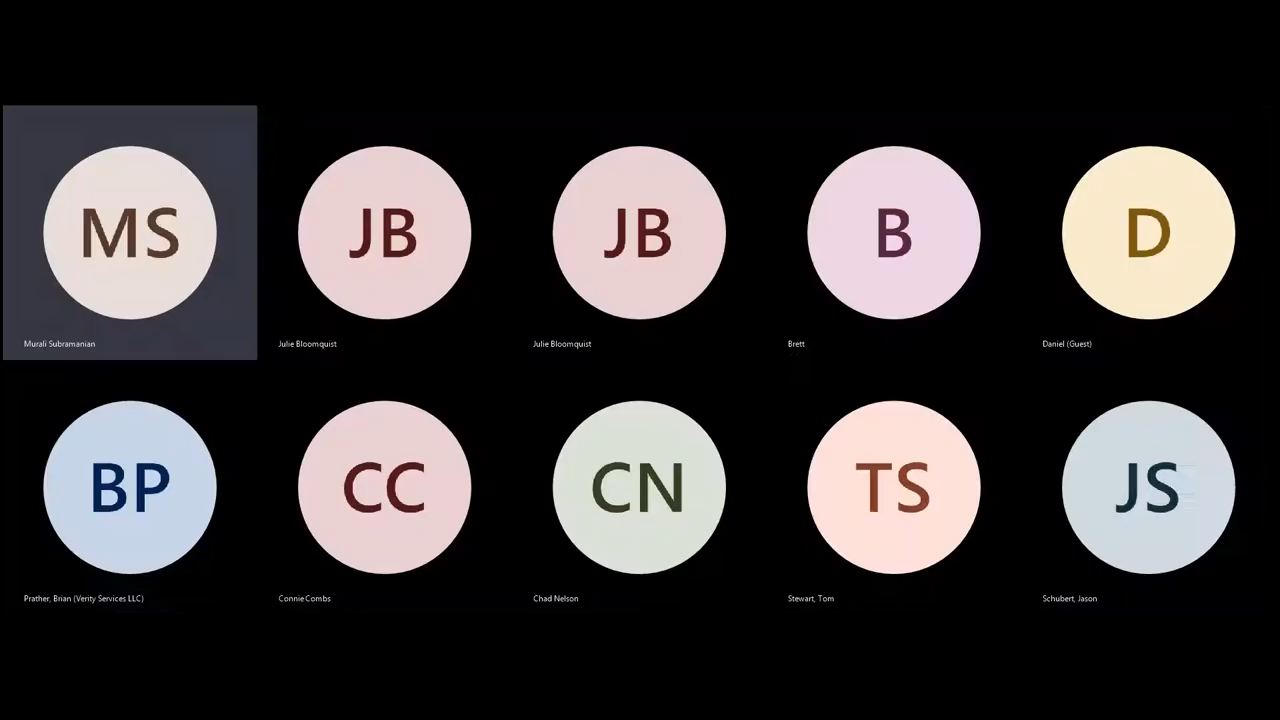 MS
JB
JB
B
D
Murali Subramanian
Julie Bloomquist
Julie Bloomquist
Brett
Daniel (Guest)
BP
CC
CN
TS
JS
Prather, Brian (Verity Services LLC)
Connie Combs
Chad Nelson
Stewart, Tom
Schubert, Jason